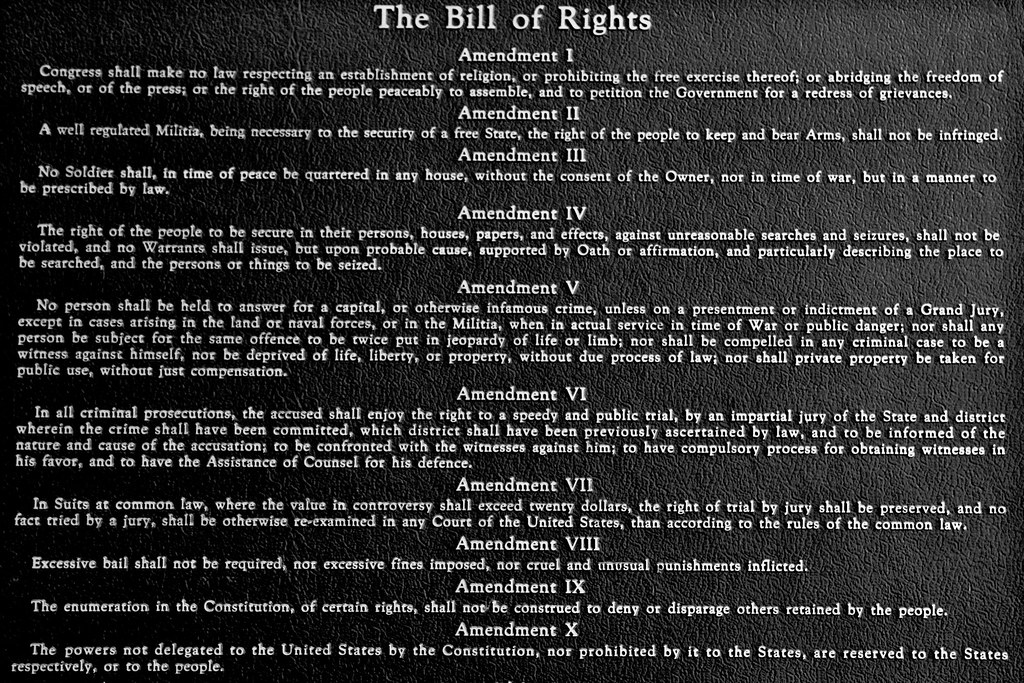 The Bill of Rights
Amendment I
Congress shall make no law respecting an establishment of religion, or prohibiting the free exercise thereof; or abridging the freedom of
speech, or of the press; or the right of the people peaceably to assemble, and to petition the Government for a redress of grievances.
Amendment II
A well regulated Militia, being necessary to the security of a free State, the right of the people to keep and bear Arms, shall not be infringed.
Amendment III
No Soldier shall, in time of peace be quartered in any house, without the consent of the Owner, nor in time of war, but in a manner to
be prescribed by law.
Amendment IV
The right of the people to be secure in their persons, houses, papers, and effects, against unreasonable searches and seizures, shall not be
violated, and no Warrants shall issue, but upon probable cause, supported by Oath or affirmation, and particularly describing the place to
be searched, and the persons or things to be seized.
Amendment V
No person shall be held to answer for a capital, or otherwise infamous crime, unless on a presentment or indictment of a Grand Jury,
except in cases arising in the land or naval forces, or in the Militia, when in actual service in time of War or public danger; nor shall any
person be subject for the same offence to be twice put in jeopardy of life or limb; nor shall be compelled in any criminal case to be a
witness against himself, nor be deprived of life, liberty, or property, without due process of law; nor shall private property be taken for
public use, without just compensation.
Amendment VI
In all criminal prosecutions, the accused shall enjoy the right to a speedy and public trial, by an impartial jury of the State and district
wherein the crime shall have been committed, which district shall have been previously ascertained by law, and to be informed of the
nature and cause of the accusation; to be confronted with the witnesses against him; to have compulsory process for obtaining witnesses in
his favor, and to have the Assistance of Counsel for his defence.
Amendment VII
In Suits at common law, where the value in controversy shall exceed twenty dollars, the right of trial by jury shall be preserved, and no
fact tried by a jury, shall be otherwise re-examined in any Court of the United States, than according to the rules of the common law.
Amendment VIII
Excessive bail shall not be required, nor excessive fines imposed, nor cruel and unusual punishments inflicted.
Amendment IX
The enumeration in the Constitution, of certain rights, shall not be construed to deny or disparage others retained by the people.
Amendment X
The powers not delegated to the United States by the Constitution, nor prohibited by it to the States, are reserved to the States
respectively, or to the people.